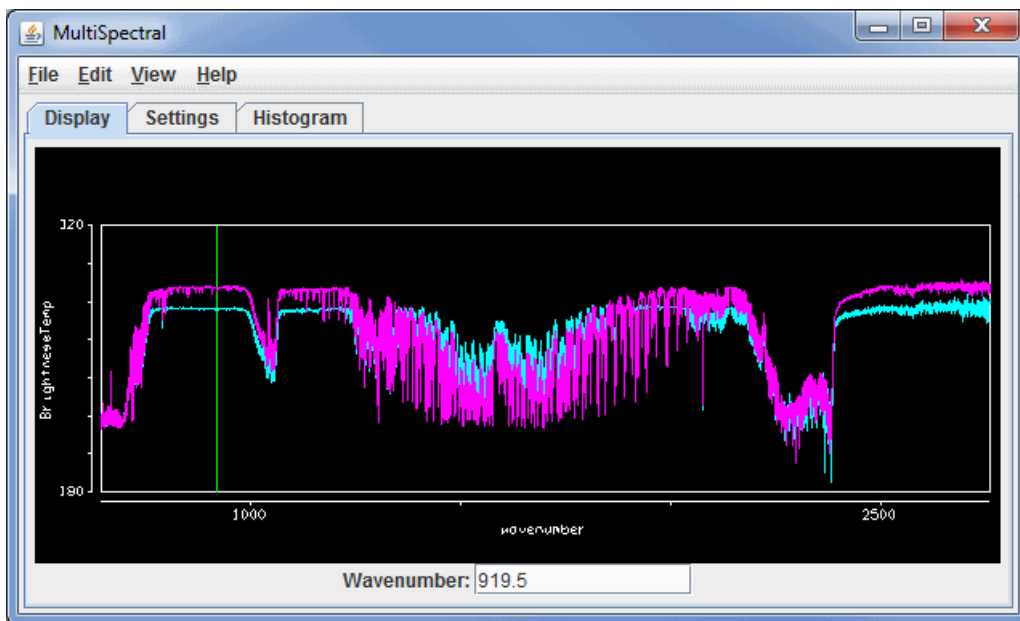 MultiSpectral
File Edit View Help
Display Settings Histogram
320
BrightnessTemp
190
1000
2500
wavenumber
Wavenumber: 919.5